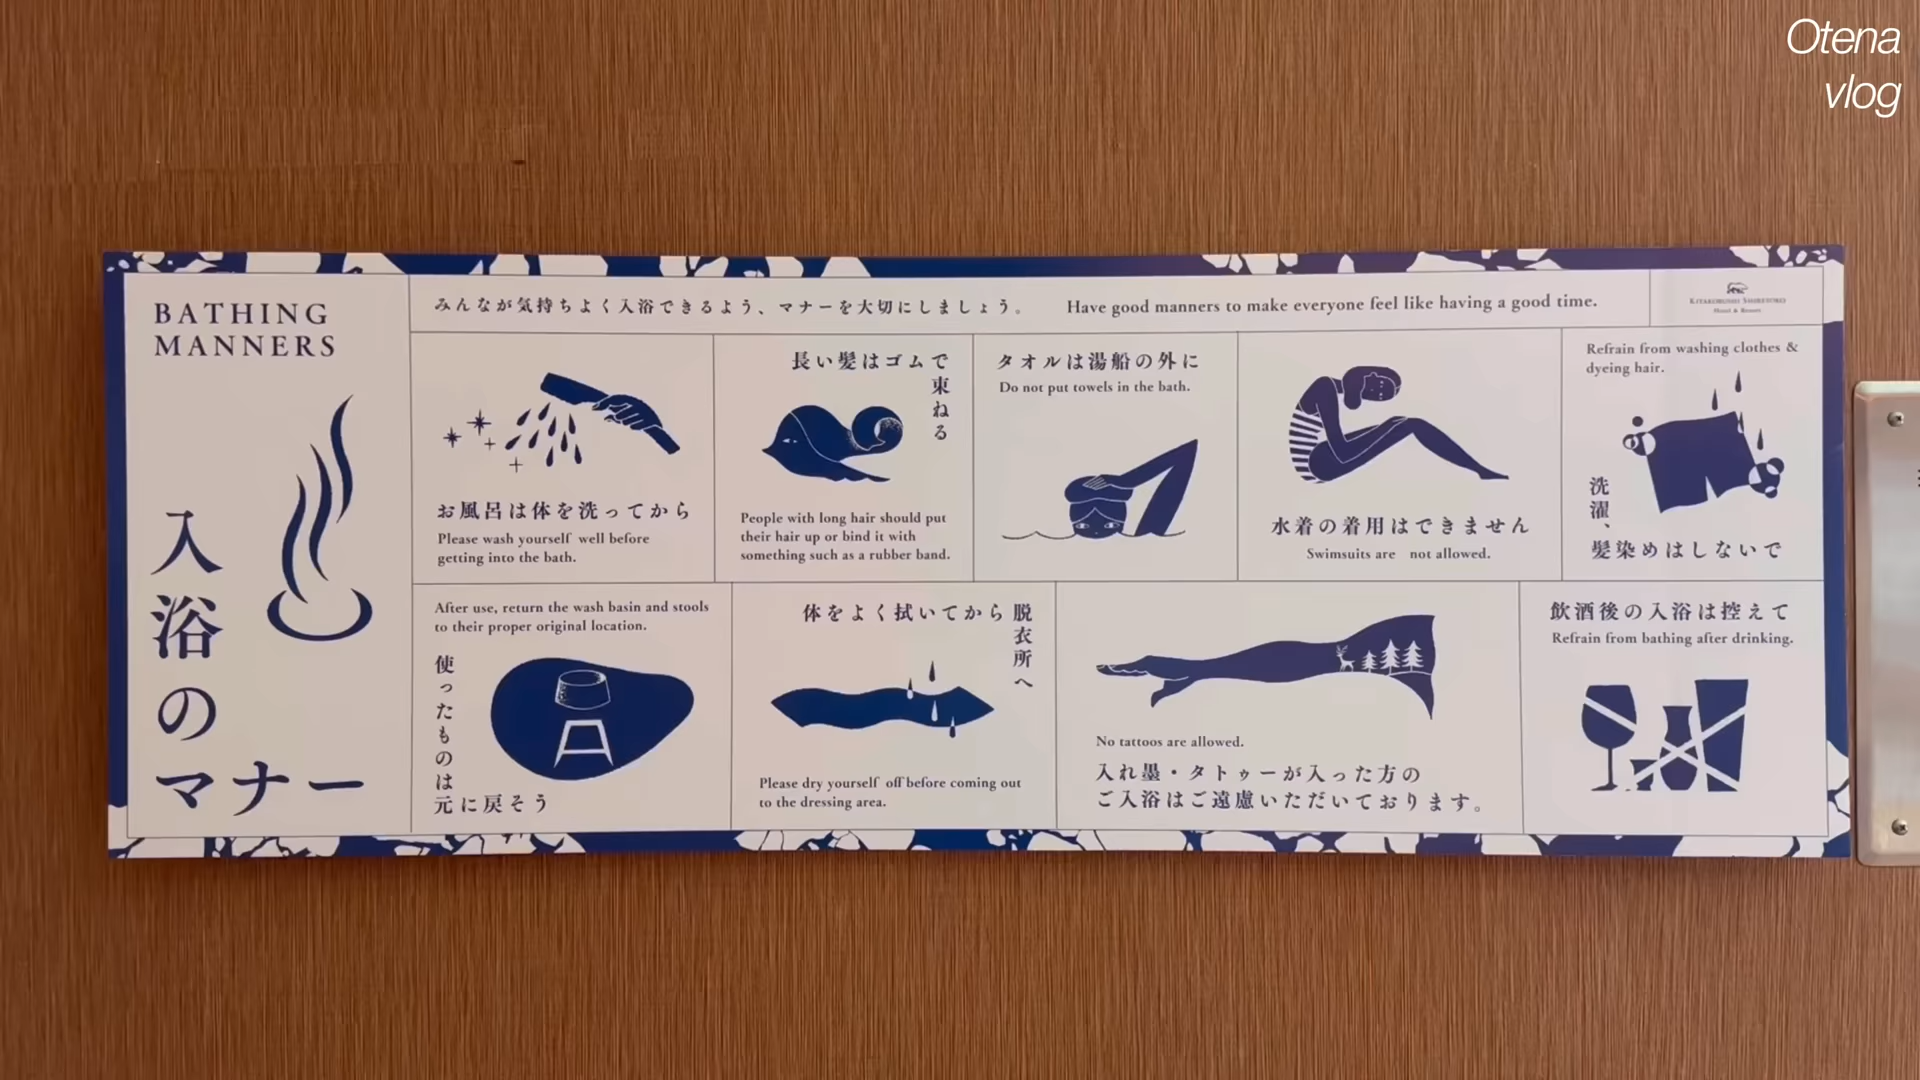 Otena
vlog
BATHING
MANNERS
入浴の
マナー
みんなが気持ちよく入浴できるよう、マナーを大切にしましょう。
Have good manners to make everyone feel like having a good time.
KITAKOBUSHI SHIRETOKO
Hotel & Resort
お風呂は体を洗ってから
Please wash yourself well before
getting into the bath.
長い髪はゴムで
束ねる
People with long hair should put
their hair up or bind it with
something such as a rubber band.
タオルは湯船の外に
Do not put towels in the bath.
水着の着用はできません
Swimsuits are not allowed.
Refrain from washing clothes &
dyeing hair.
洗濯、
髪染めはしないで
After use, return the wash basin and stools
to their proper original location.
使ったものは
元に戻そう
体をよく拭いてから
脱衣所へ
Please dry yourself off before coming out
to the dressing area.
No tattoos are allowed.
入れ墨・タトゥーが入った方の
ご入浴はご遠慮いただいております。
飲酒後の入浴は控えて
Refrain from bathing after drinking.